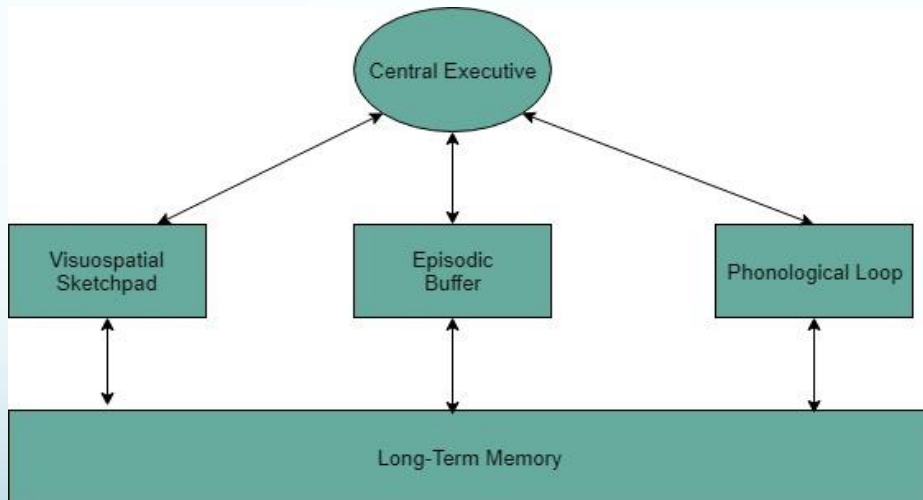 Central Executive
Visuospatial
Sketchpad
Episodic
Buffer
Phonological Loop
Long-Term Memory